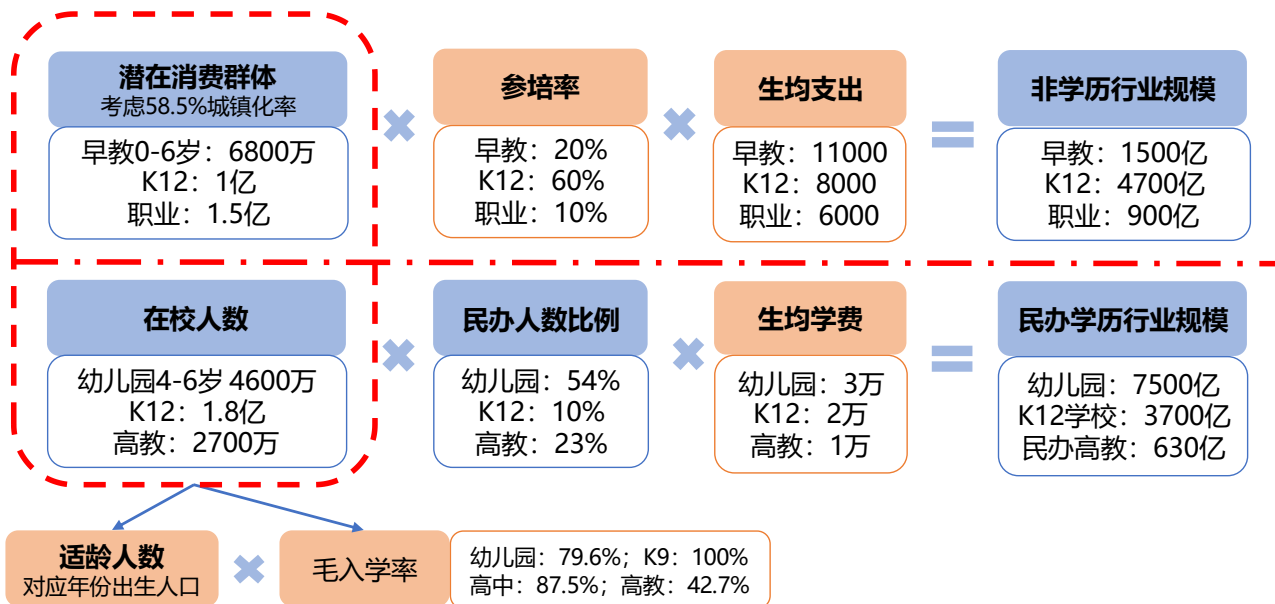 潜在消费群体
考虑58.5%城镇化率
早教0-6岁：6800万
K12：1亿
职业：1.5亿
参培率
早教：20%
K12：60%
职业：10%
生均支出
早教：11000
K12：8000
职业：6000
非学历行业规模
早教：1500亿
K12：4700亿
职业：900亿
在校人数
幼儿园4-6岁 4600万
K12：1.8亿
高教：2700万
民办人数比例
幼儿园：54%
K12：10%
高教：23%
生均学费
幼儿园：3万
K12：2万
高教：1万
民办学历行业规模
幼儿园：7500亿
K12学校：3700亿
民办高教：630亿
适龄人数
对应年份出生人口
毛入学率
幼儿园：79.6%；K9：100%
高中：87.5%；高教：42.7%